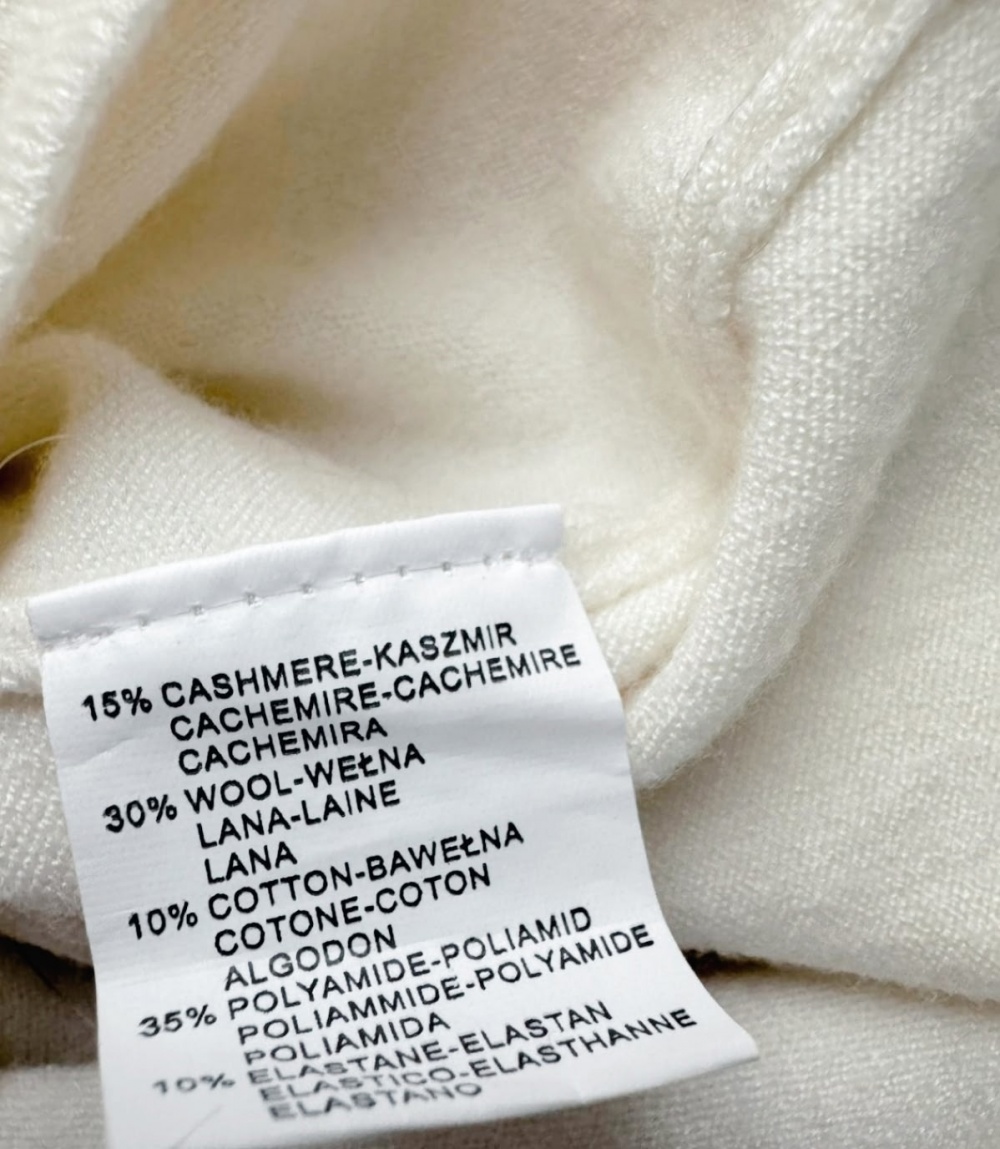 15% CASHMERE-KASZMIR
CACHEMIRE-CACHEMIRE
CACHEMIRA
30% WOOL-WEŁNA
LANA-LAINE
LANA
10% COTTON-BAWEŁNA
COTONE-COTON
ALGODON
35% POLYAMIDE-POLIAMID
POLIAMMIDE-POLYAMIDE
POLIAMIDA
10% ELASTANE-ELASTAN
ELASTICO-ELASTHANNE
ELASTANO